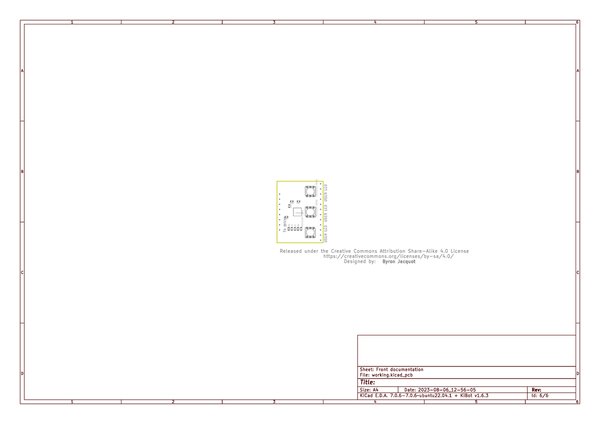 1 2 3 4 5 6
A A
B B
Released under the Creative Commons Attribution Share-Alike 4.0 License
https://creativecommons.org/licenses/by-sa/4.0/
Designed by: Byron Jacquot
C C
Sheet: Front documentation
File: working.kicad_pcb
D D
Title:
Size: A4 Date: 2023-08-06_12-56-05 Rev:
KiCad E.D.A. 7.0.6-7.0.6~ubuntu22.04.1 + KiBot v1.6.3 Id: 6/6
1 2 3 4 5 6